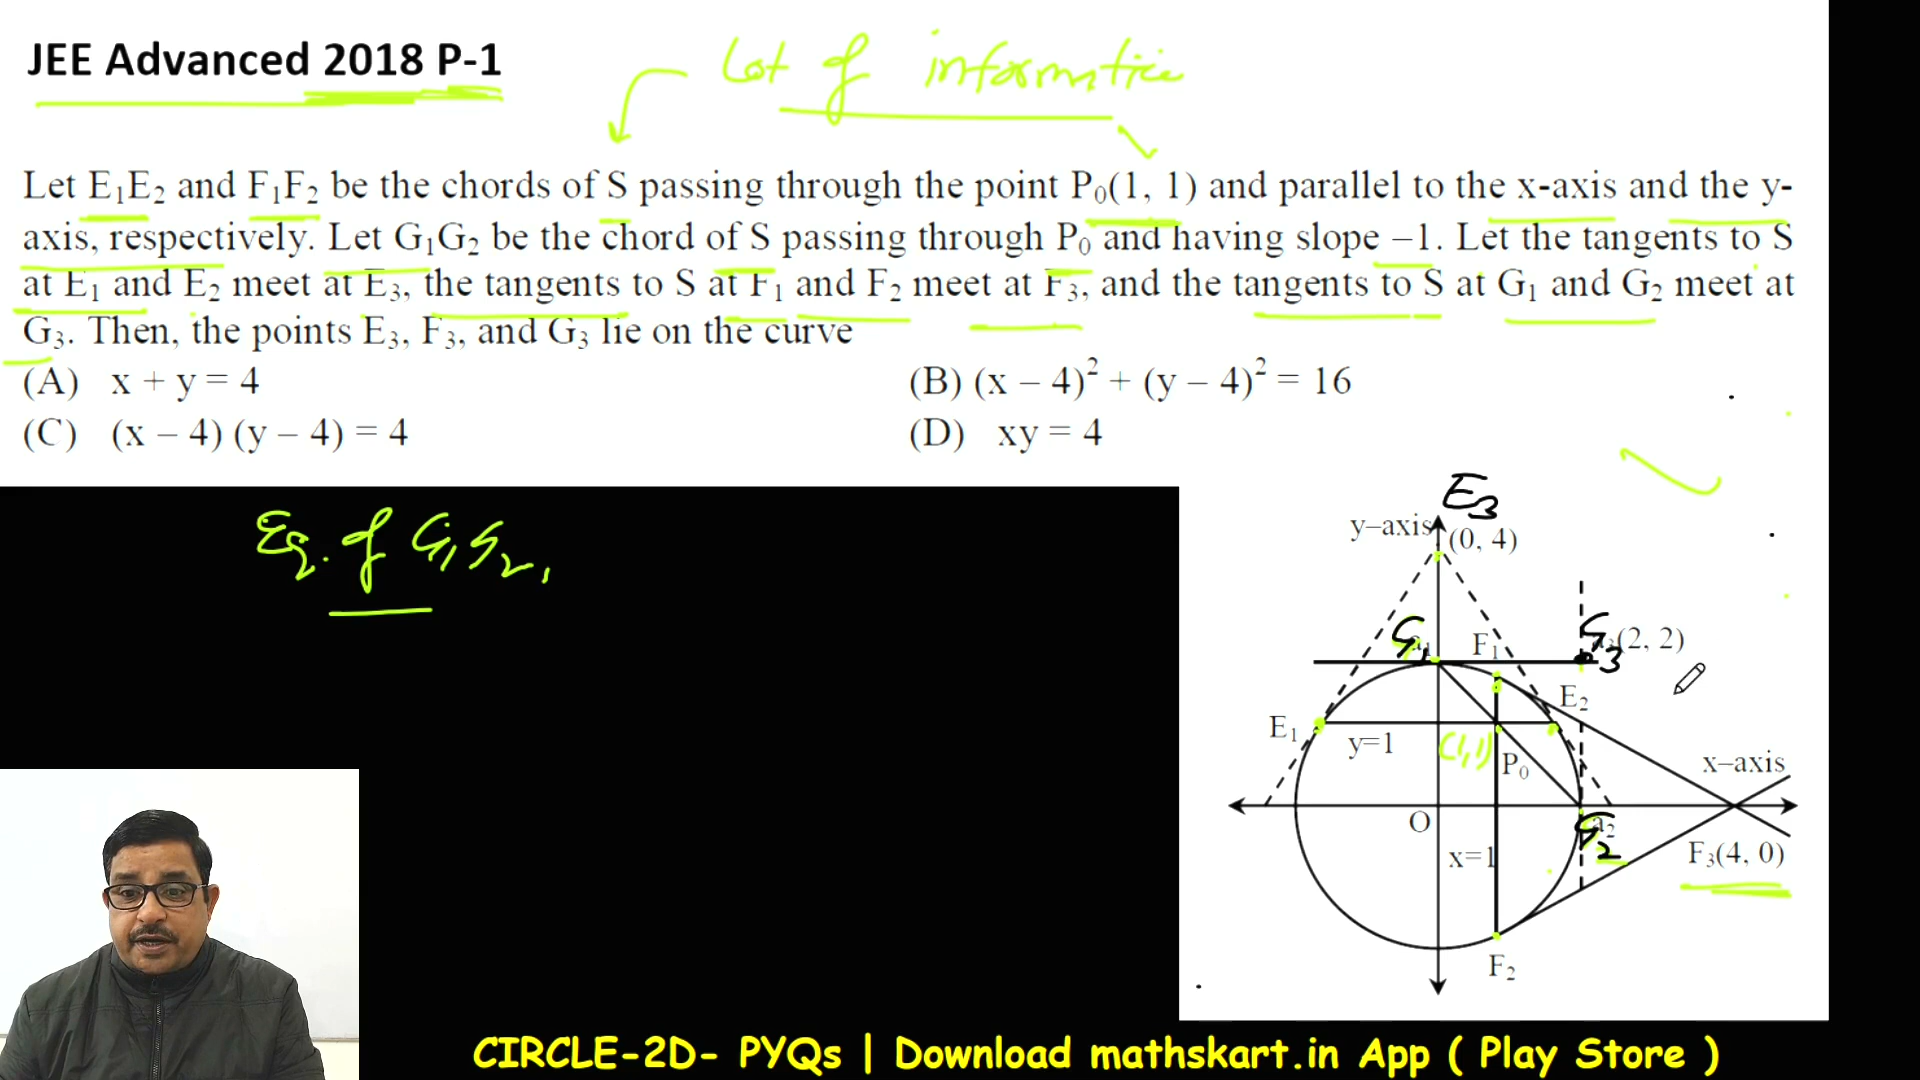 JEE Advanced 2018 P-1
Lot of information
Let E₁E₂ and F₁F₂ be the chords of S passing through the point P₀(1, 1) and parallel to the x-axis and the y-
axis, respectively. Let G₁G₂ be the chord of S passing through P₀ and having slope –1. Let the tangents to S
at E₁ and E₂ meet at E₃, the tangents to S at F₁ and F₂ meet at F₃, and the tangents to S at G₁ and G₂ meet at
G₃. Then, the points E₃, F₃, and G₃ lie on the curve
(A) x + y = 4
(B) (x – 4)² + (y – 4)² = 16
(C) (x – 4) (y – 4) = 4
(D) xy = 4
Eq. of G₁G₂,
E₃
y–axis
(0, 4)
G₁
F₁
G₃
(2, 2)
E₂
E₁
y=1
(1,1)
P₀
x–axis
O
G₂
x=1
F₃(4, 0)
F₂
CIRCLE-2D- PYQs | Download mathskart.in App ( Play Store )